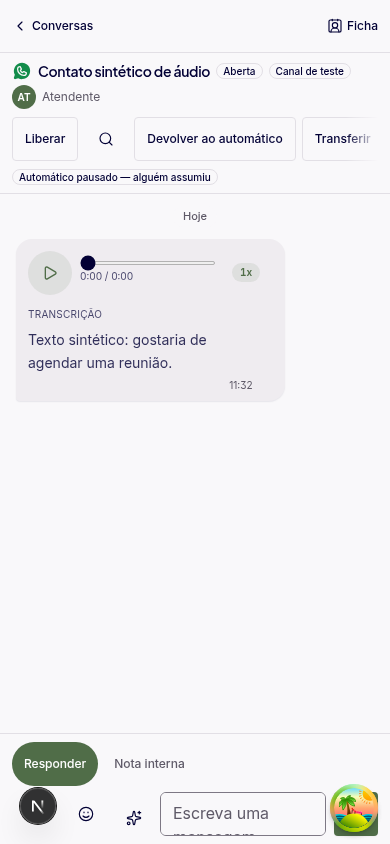 Conversas
Ficha
Contato sintético de áudio
Aberta
Canal de teste
AT
Atendente
Liberar
Devolver ao automático
Transferir
Automático pausado — alguém assumiu
Hoje
0:00 / 0:00
1x
TRANSCRIÇÃO
Texto sintético: gostaria de
agendar uma reunião.
11:32
Responder
Nota interna
N
Escreva uma
mensagem